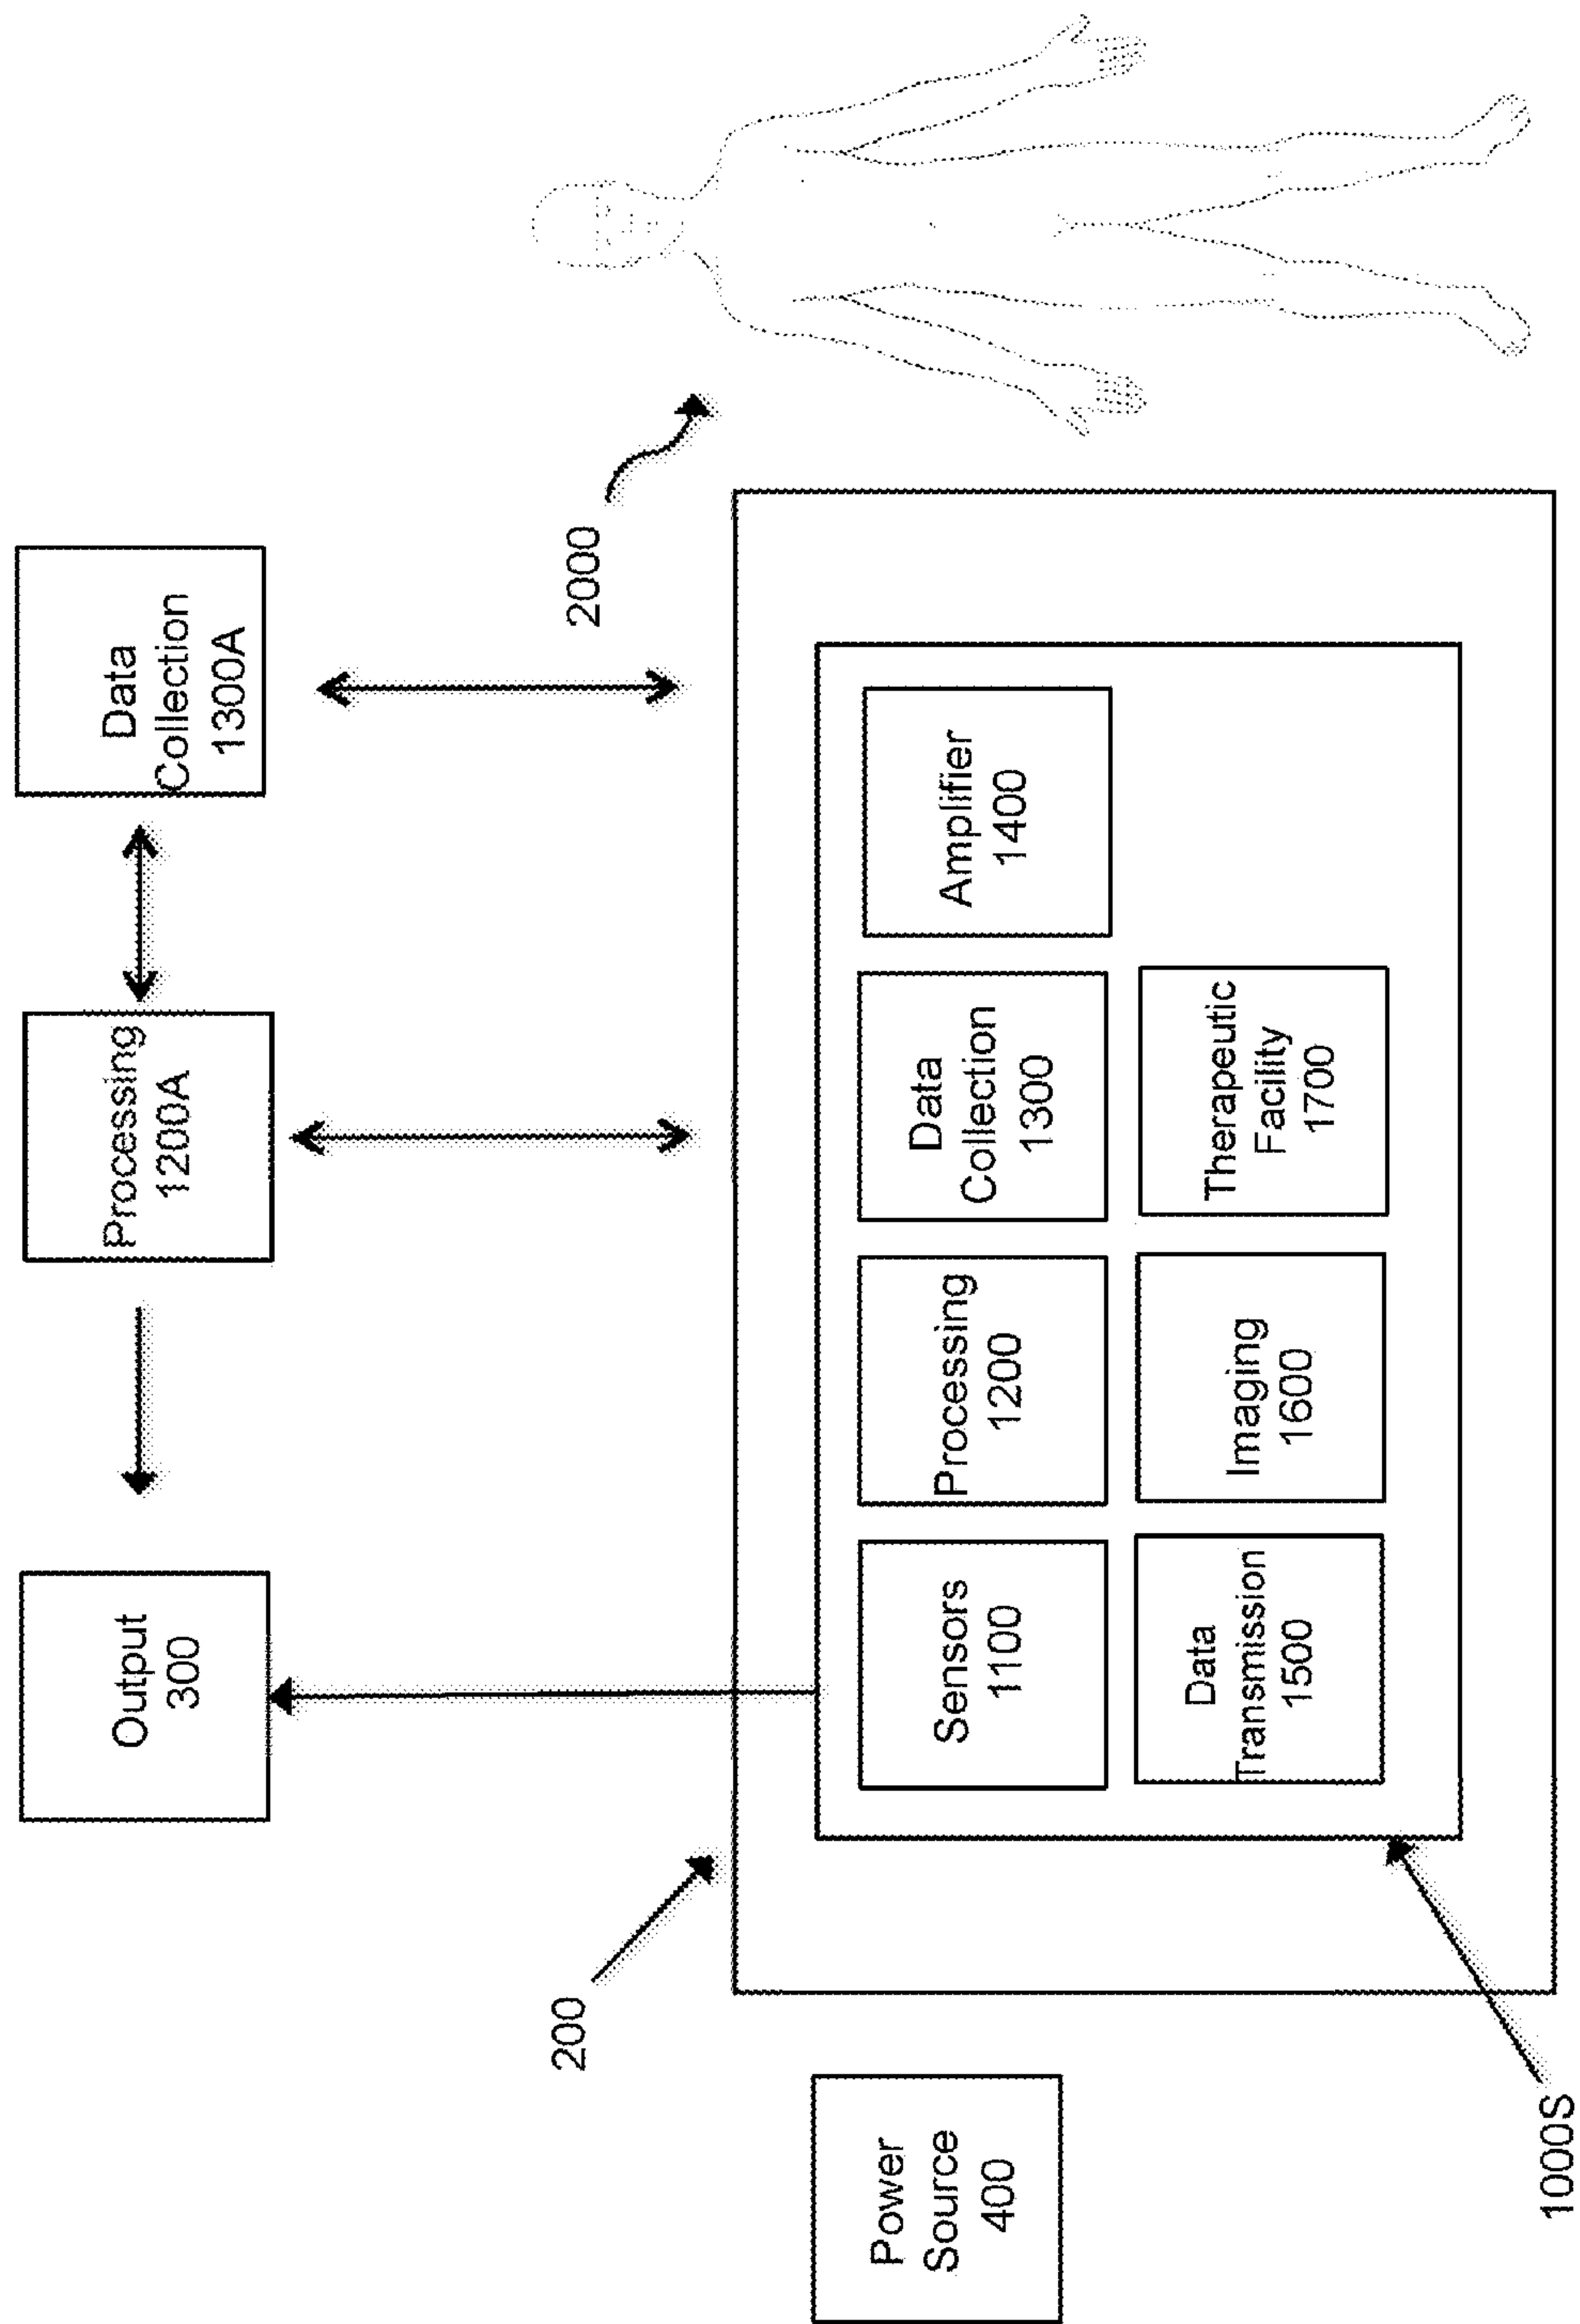 Output
300
Processing
1200A
Data
Collection
1300A
200
2000
Power
Source
400
Sensors
1100
Processing
1200
Data
Collection
1300
Amplifier
1400
Data
Transmission
1500
Imaging
1600
Therapeutic
Facility
1700
1000S